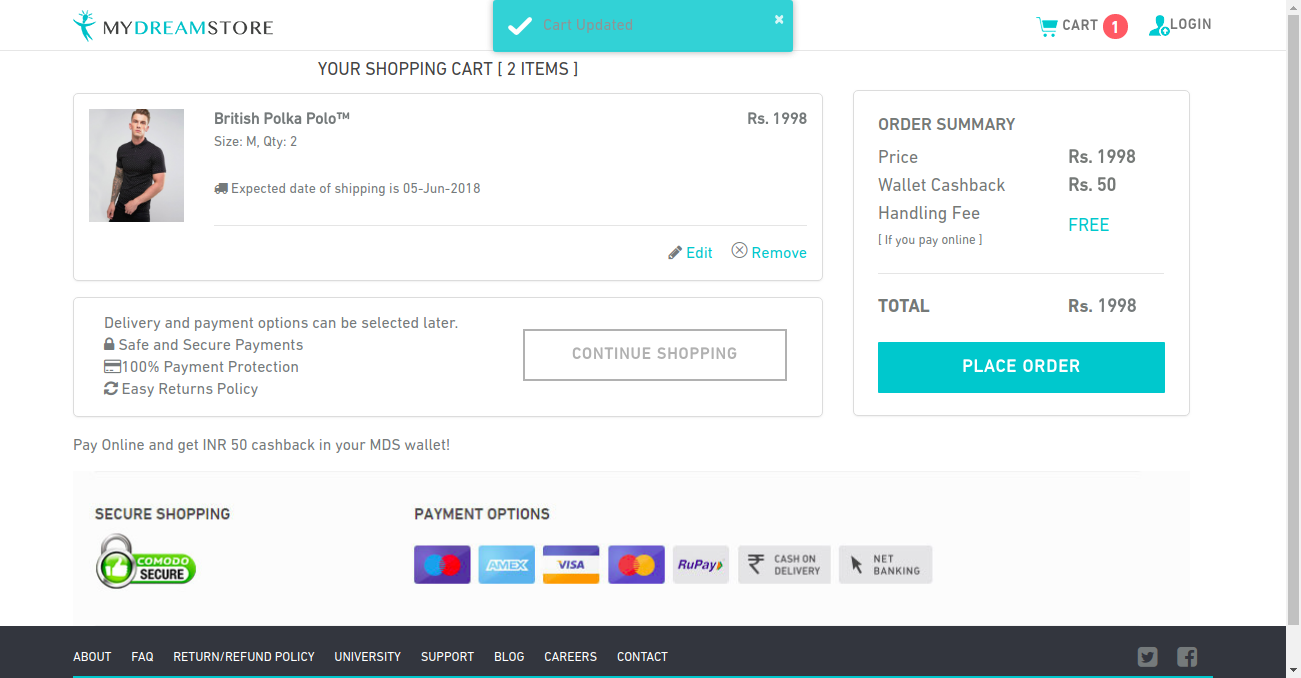 MYDREAMSTORE
Cart Updated
×
CART 1
LOGIN
YOUR SHOPPING CART [ 2 ITEMS ]
British Polka Polo™
Rs. 1998
Size: M, Qty: 2
Expected date of shipping is 05-Jun-2018
Edit
Remove
Delivery and payment options can be selected later.
Safe and Secure Payments
100% Payment Protection
Easy Returns Policy
CONTINUE SHOPPING
ORDER SUMMARY
Price Rs. 1998
Wallet Cashback Rs. 50
Handling Fee FREE
[ If you pay online ]
TOTAL Rs. 1998
PLACE ORDER
Pay Online and get INR 50 cashback in your MDS wallet!
SECURE SHOPPING
COMODO
SECURE
PAYMENT OPTIONS
AMEX
VISA
RuPay
₹ CASH ON
DELIVERY
NET
BANKING
ABOUT FAQ RETURN/REFUND POLICY UNIVERSITY SUPPORT BLOG CAREERS CONTACT